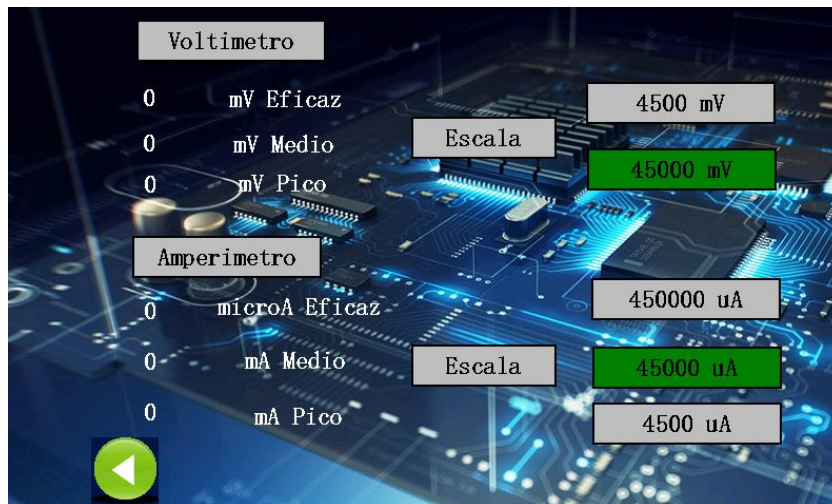 Voltimetro
0 mV Eficaz
4500 mV
0 mV Medio
Escala
45000 mV
0 mV Pico
Amperimetro
0 microA Eficaz
450000 uA
0 mA Medio
Escala
45000 uA
0 mA Pico
4500 uA